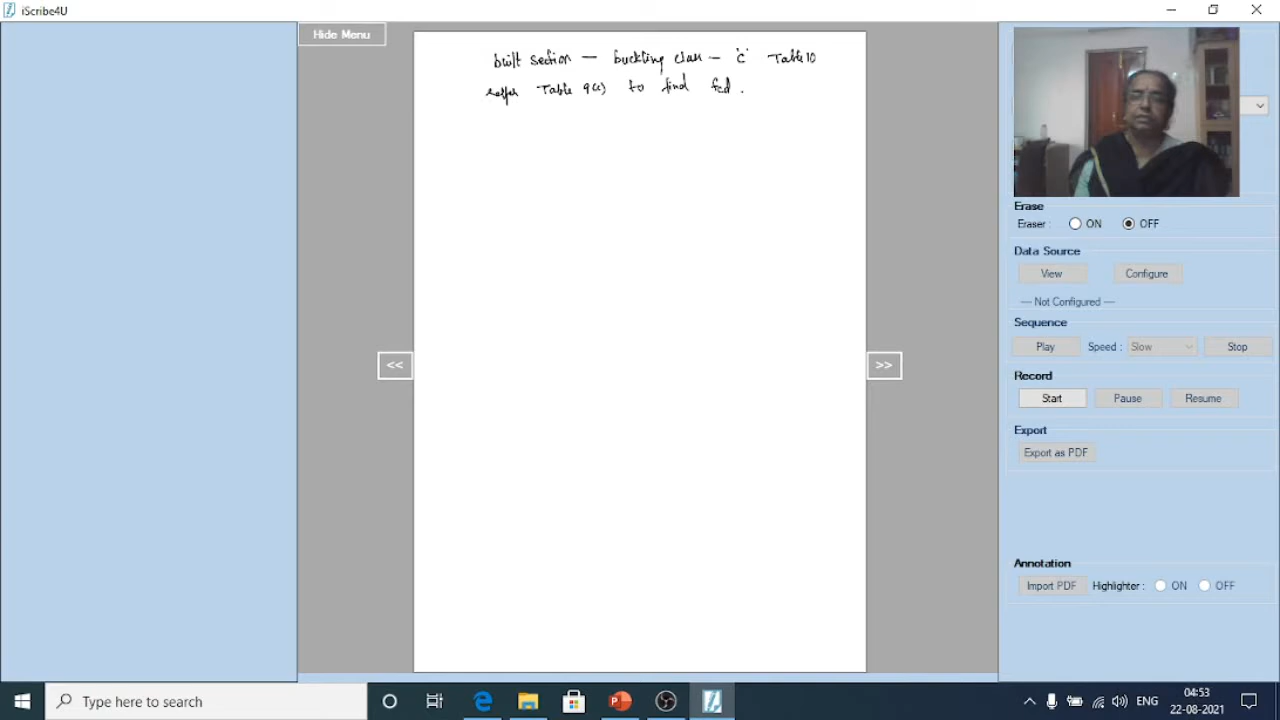 iScribe4U
Hide Menu
built section — buckling class — 'c' Table 10
refer Table 9(c) to find fcd.
Erase
Eraser : ON OFF
Data Source
View Configure
--- Not Configured ---
Sequence
Play Speed : Slow Stop
Record
Start Pause Resume
Export
Export as PDF
Annotation
Import PDF Highlighter : ON OFF
<< >>
Type here to search
ENG
04:53
22-08-2021